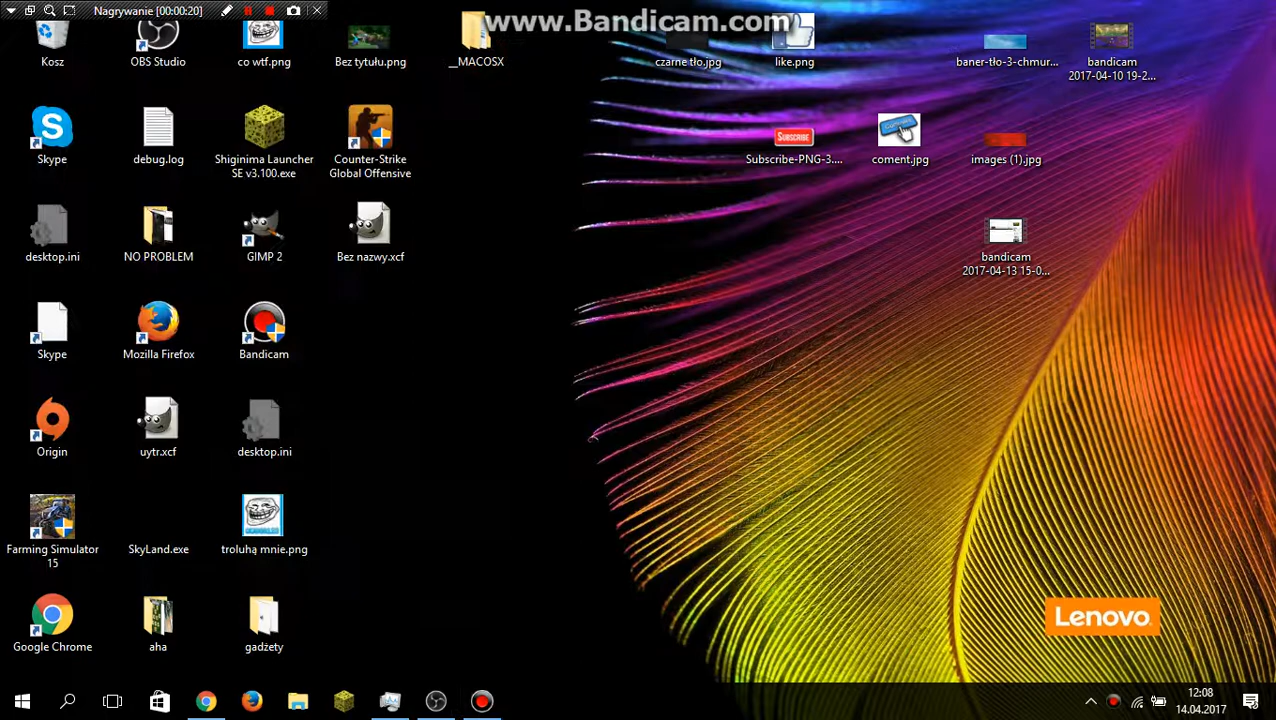 Nagrywanie [00:00:20]
www.Bandicam.com
Kosz
OBS Studio
co wtf.png
Bez tytułu.png
__MACOSX
czarne tło.jpg
like.png
baner-tło-3-chmur...
bandicam
2017-04-10 19-2...
Skype
debug.log
Shiginima Launcher
SE v3.100.exe
Counter-Strike
Global Offensive
SUBSCRIBE
Subscribe-PNG-3....
coment.jpg
images (1).jpg
desktop.ini
NO PROBLEM
GIMP 2
Bez nazwy.xcf
bandicam
2017-04-13 15-0...
Skype
Mozilla Firefox
Bandicam
Origin
uytr.xcf
desktop.ini
Farming Simulator
15
SkyLand.exe
troluhą mnie.png
Lenovo
Google Chrome
aha
gadżety
12:08
14.04.2017